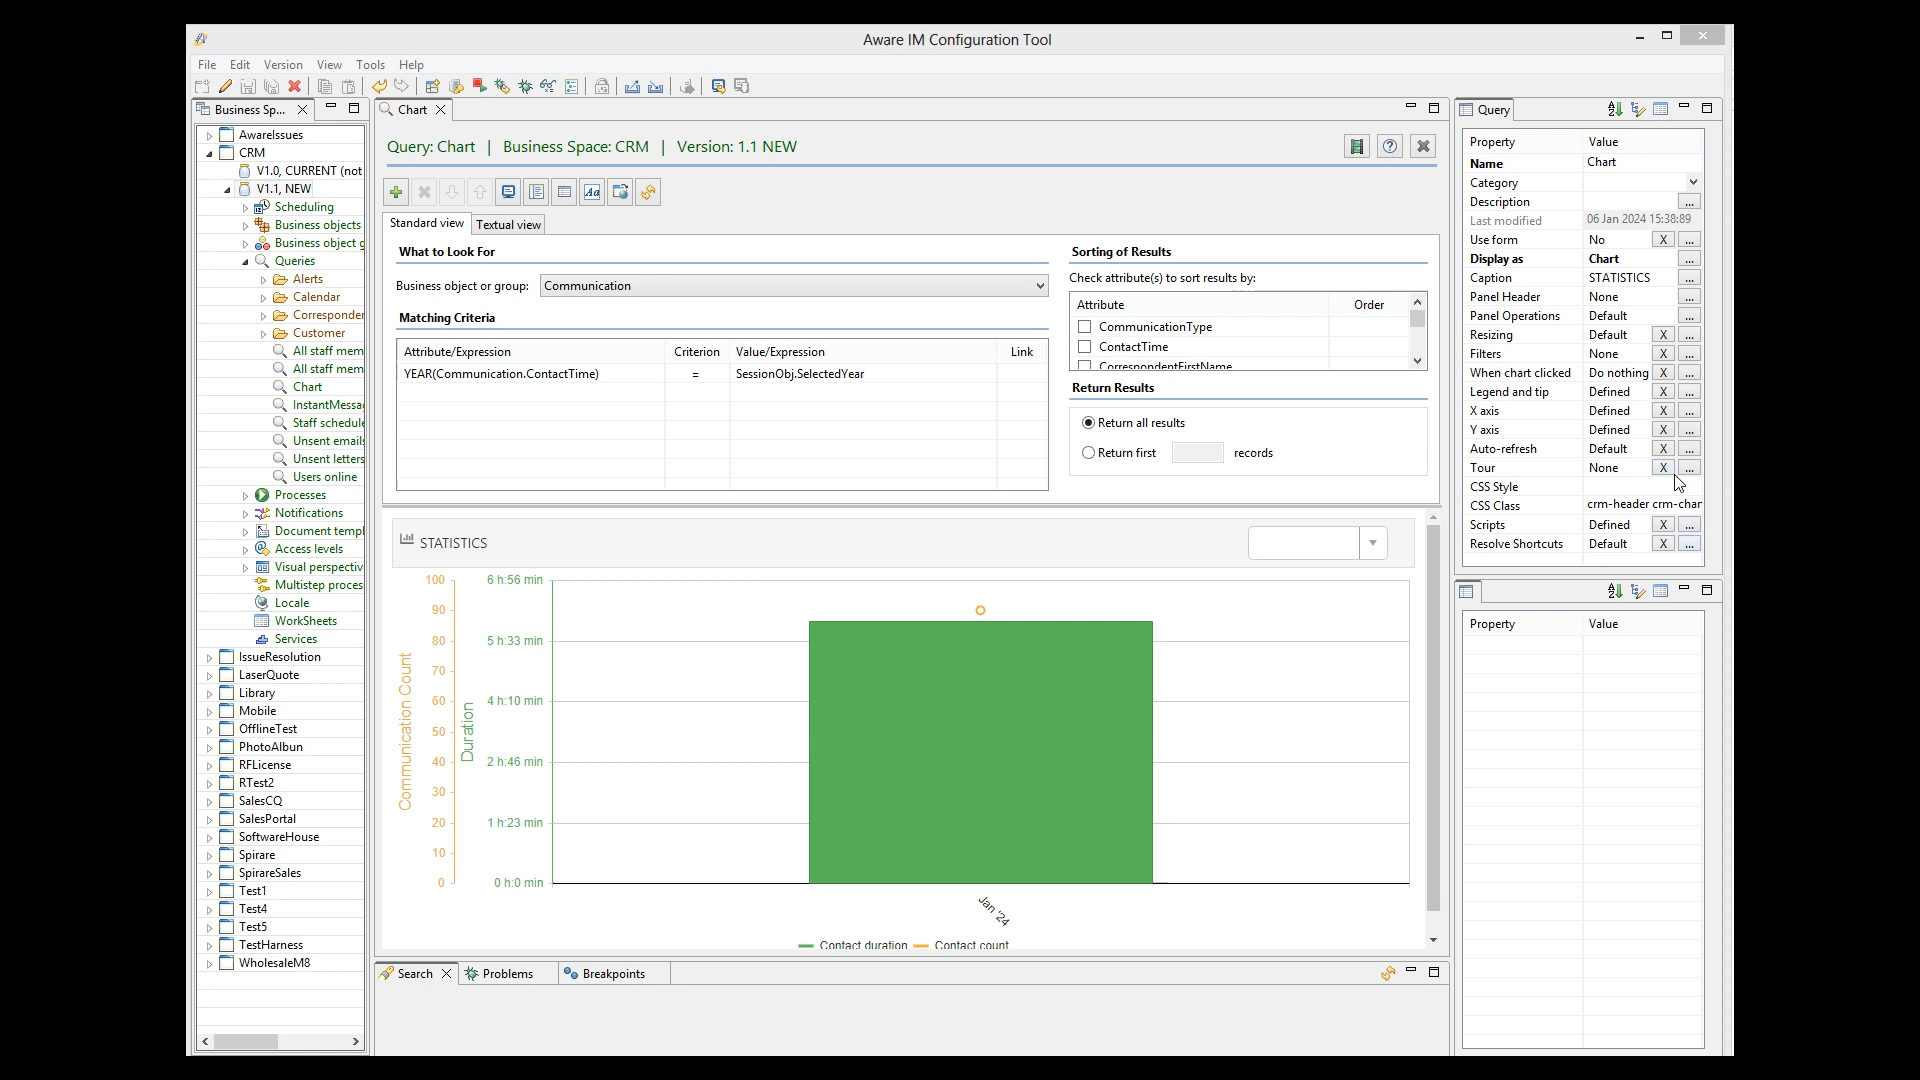 Aware IM Configuration Tool
File Edit Version View Tools Help
Business Sp...
AwareIssues
CRM
V1.0, CURRENT (not
V1.1, NEW
Scheduling
Business objects
Business object g
Queries
Alerts
Calendar
Corresponden
Customer
All staff mem
All staff mem
Chart
InstantMessa
Staff schedule
Unsent emails
Unsent letters
Users online
Processes
Notifications
Document templ
Access levels
Visual perspectiv
Multistep proces
Locale
WorkSheets
Services
IssueResolution
LaserQuote
Library
Mobile
OfflineTest
PhotoAlbun
RFLicense
RTest2
SalesCQ
SalesPortal
SoftwareHouse
Spirare
SpirareSales
Test1
Test4
Test5
TestHarness
WholesaleM8
Chart
Query: Chart | Business Space: CRM | Version: 1.1 NEW
Aa
Standard view Textual view
What to Look For
Business object or group: Communication
Matching Criteria
Attribute/Expression Criterion Value/Expression Link
YEAR(Communication.ContactTime) = SessionObj.SelectedYear
Sorting of Results
Check attribute(s) to sort results by:
Attribute Order
CommunicationType
ContactTime
CorrespondentFirstName
Return Results
Return all results
Return first records
STATISTICS
Communication Count
100
90
80
70
60
50
40
30
20
10
0
Duration
6 h:56 min
5 h:33 min
4 h:10 min
2 h:46 min
1 h:23 min
0 h:0 min
Jan '24
Contact duration Contact count
Search Problems Breakpoints
Query
Property Value
Name Chart
Category
Description ...
Last modified 06 Jan 2024 15:38:89
Use form No X ...
Display as Chart ...
Caption STATISTICS ...
Panel Header None ...
Panel Operations Default ...
Resizing Default X ...
Filters None X ...
When chart clicked Do nothing X ...
Legend and tip Defined X ...
X axis Defined X ...
Y axis Defined X ...
Auto-refresh Default X ...
Tour None X ...
CSS Style
CSS Class crm-header crm-char
Scripts Defined X ...
Resolve Shortcuts Default X ...
Property Value